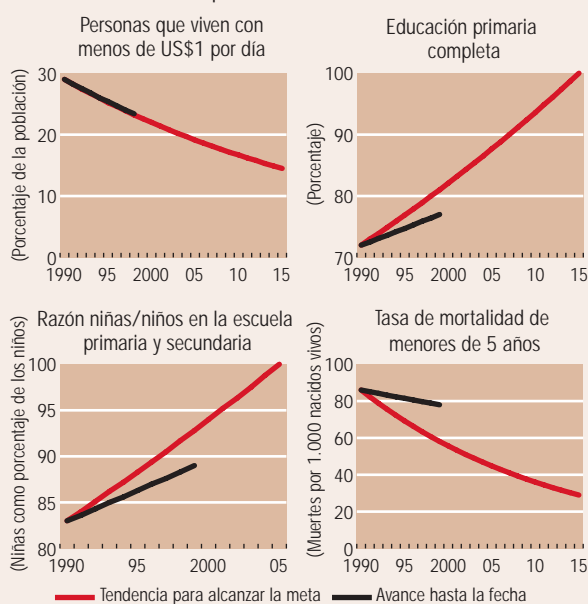 Personas que viven con
menos de US$1 por día
(Porcentaje de la población)
30
20
10
0
1990 95 2000 05 10 15
Educación primaria
completa
(Porcentaje)
100
90
80
70
1990 95 2000 05 10 15
Razón niñas/niños en la escuela
primaria y secundaria
(Niñas como porcentaje de los niños)
100
95
90
85
80
1990 95 2000 05
Tasa de mortalidad de
menores de 5 años
(Muertes por 1.000 nacidos vivos)
100
80
60
40
20
0
1990 95 2000 05 10 15
Tendencia para alcanzar la meta Avance hasta la fecha